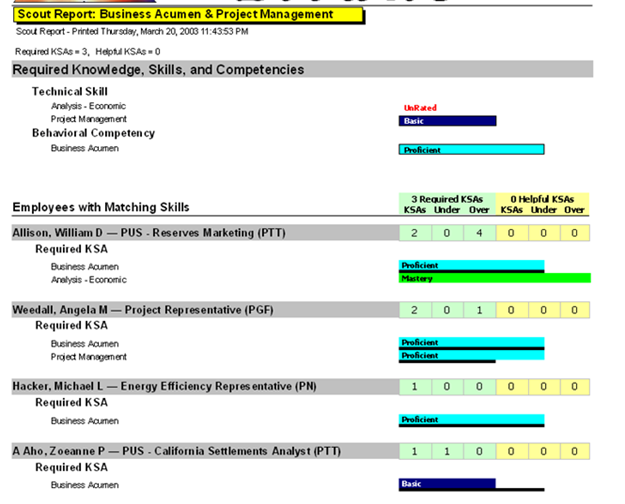 Scout Report: Business Acumen & Project Management
Scout Report - Printed Thursday, March 20, 2003 11:43:53 PM
Required KSAs = 3, Helpful KSAs = 0
Required Knowledge, Skills, and Competencies
Technical Skill
Analysis - Economic UnRated
Project Management Basic
Behavioral Competency
Business Acumen Proficient
3 Required KSAs 0 Helpful KSAs
Employees with Matching Skills KSAs Under Over KSAs Under Over
Allison, William D — PUS - Reserves Marketing (PTT) 2 0 4 0 0 0
Required KSA
Business Acumen Proficient
Analysis - Economic Mastery
Weedall, Angela M — Project Representative (PGF) 2 0 1 0 0 0
Required KSA
Business Acumen Proficient
Project Management Proficient
Hacker, Michael L — Energy Efficiency Representative (PN) 1 0 0 0 0 0
Required KSA
Business Acumen Proficient
A Aho, Zoeanne P — PUS - California Settlements Analyst (PTT) 1 1 0 0 0 0
Required KSA
Business Acumen Basic